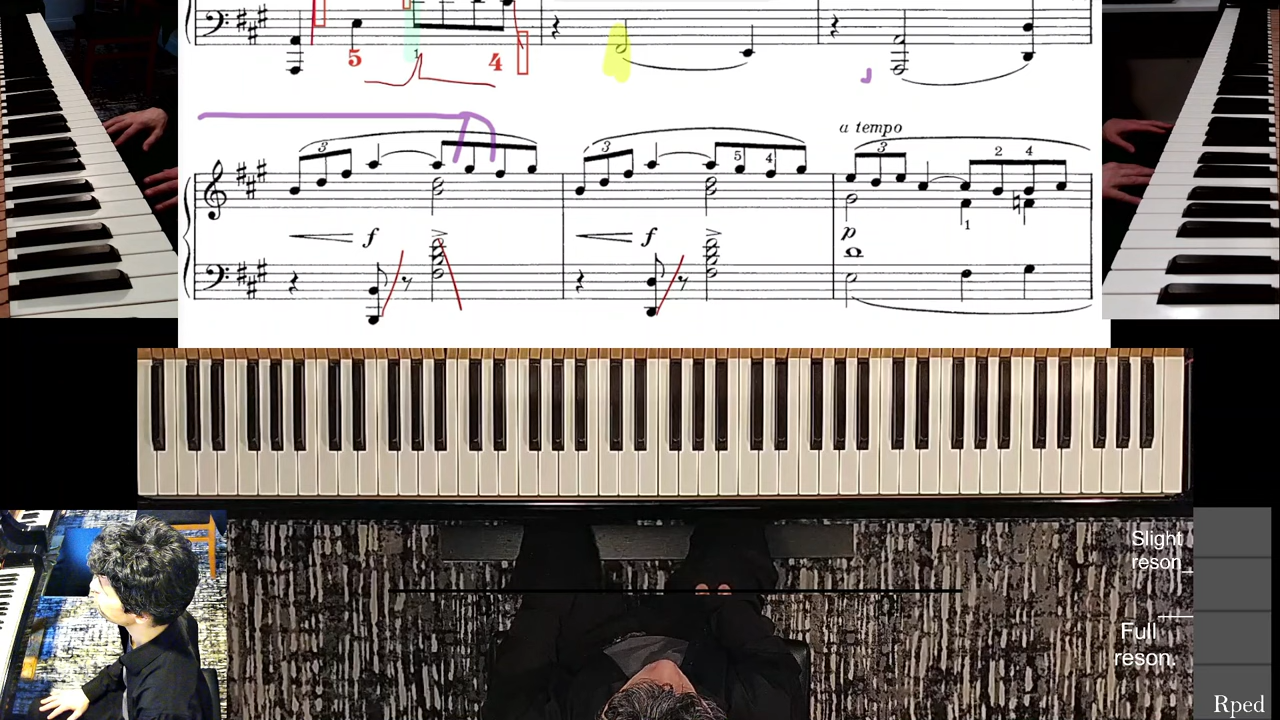 5 1 4
3
f
3
5 4
f
a tempo
3
2 4
1
p
Slight
reson
Full
reson.
Rped